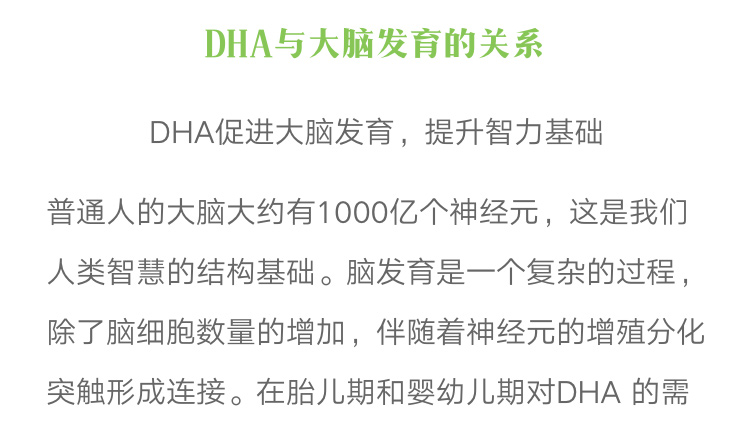 DHA与大脑发育的关系
DHA促进大脑发育，提升智力基础
普通人的大脑大约有1000亿个神经元，这是我们
人类智慧的结构基础。脑发育是一个复杂的过程，
除了脑细胞数量的增加，伴随着神经元的增殖分化
突触形成连接。在胎儿期和婴幼儿期对DHA 的需